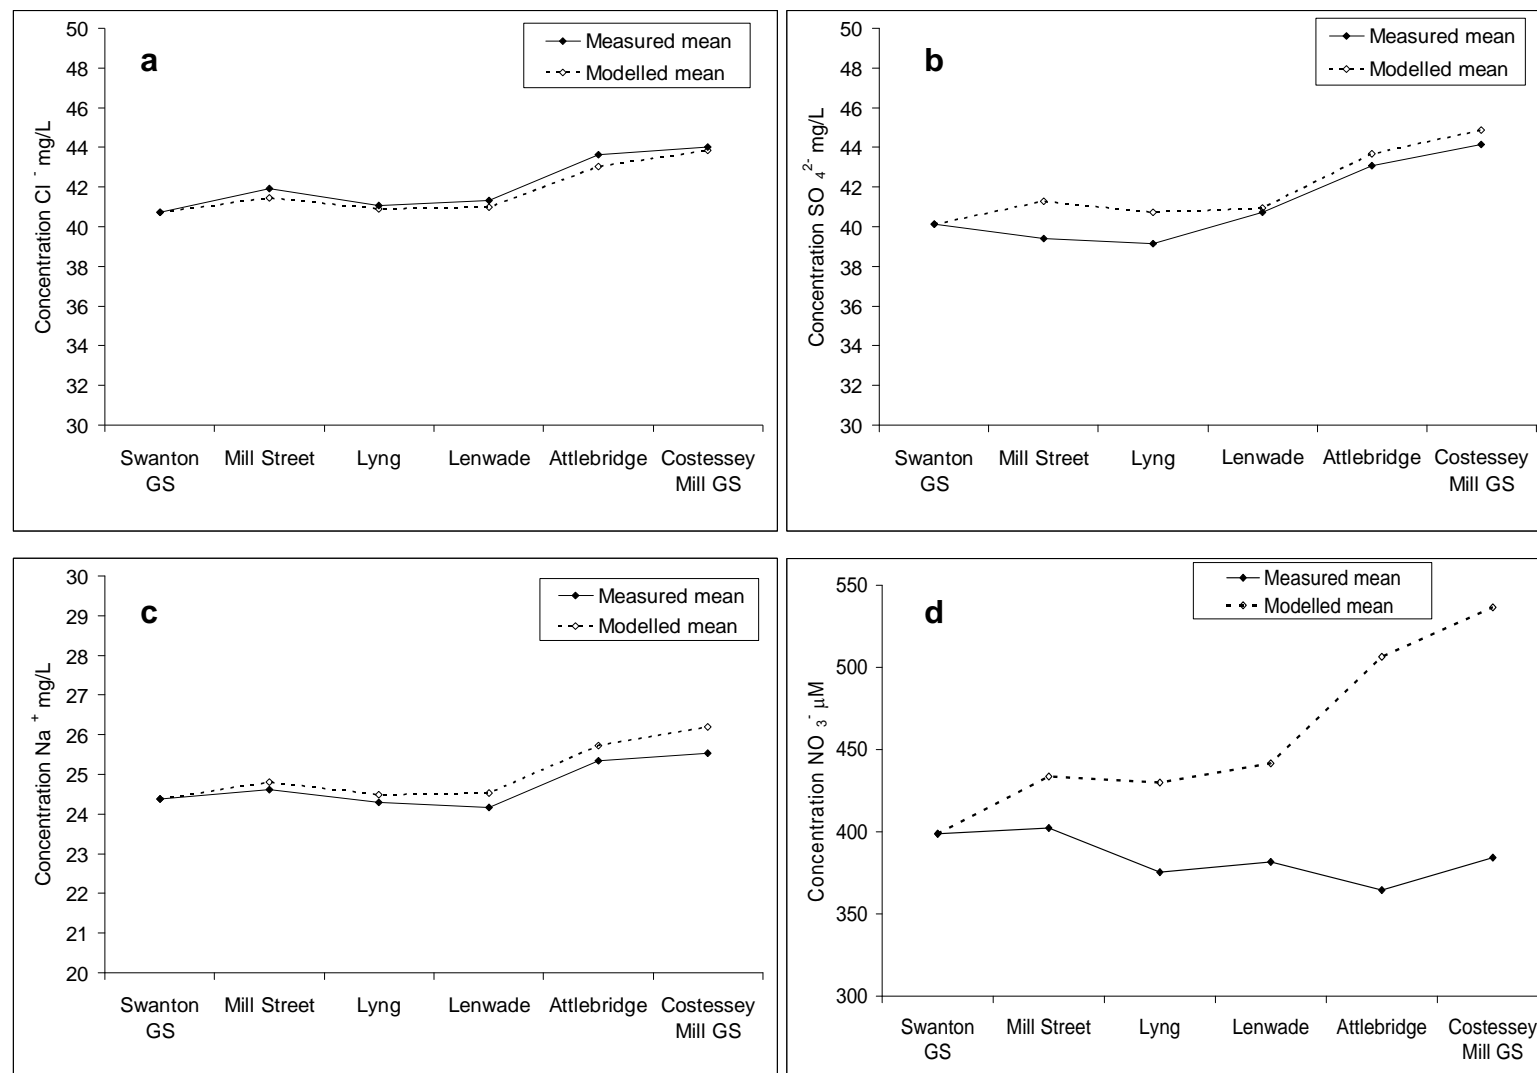 a
Measured mean
Modelled mean
Concentration Cl - mg/L
50
48
46
44
42
40
38
36
34
32
30
Swanton GS
Mill Street
Lyng
Lenwade
Attlebridge
Costessey Mill GS
b
Measured mean
Modelled mean
Concentration SO 4 2- mg/L
50
48
46
44
42
40
38
36
34
32
30
Swanton GS
Mill Street
Lyng
Lenwade
Attlebridge
Costessey Mill GS
c
Measured mean
Modelled mean
Concentration Na + mg/L
30
29
28
27
26
25
24
23
22
21
20
Swanton GS
Mill Street
Lyng
Lenwade
Attlebridge
Costessey Mill GS
d
Measured mean
Modelled mean
Concentration NO 3 - μM
550
500
450
400
350
300
Swanton GS
Mill Street
Lyng
Lenwade
Attlebridge
Costessey Mill GS